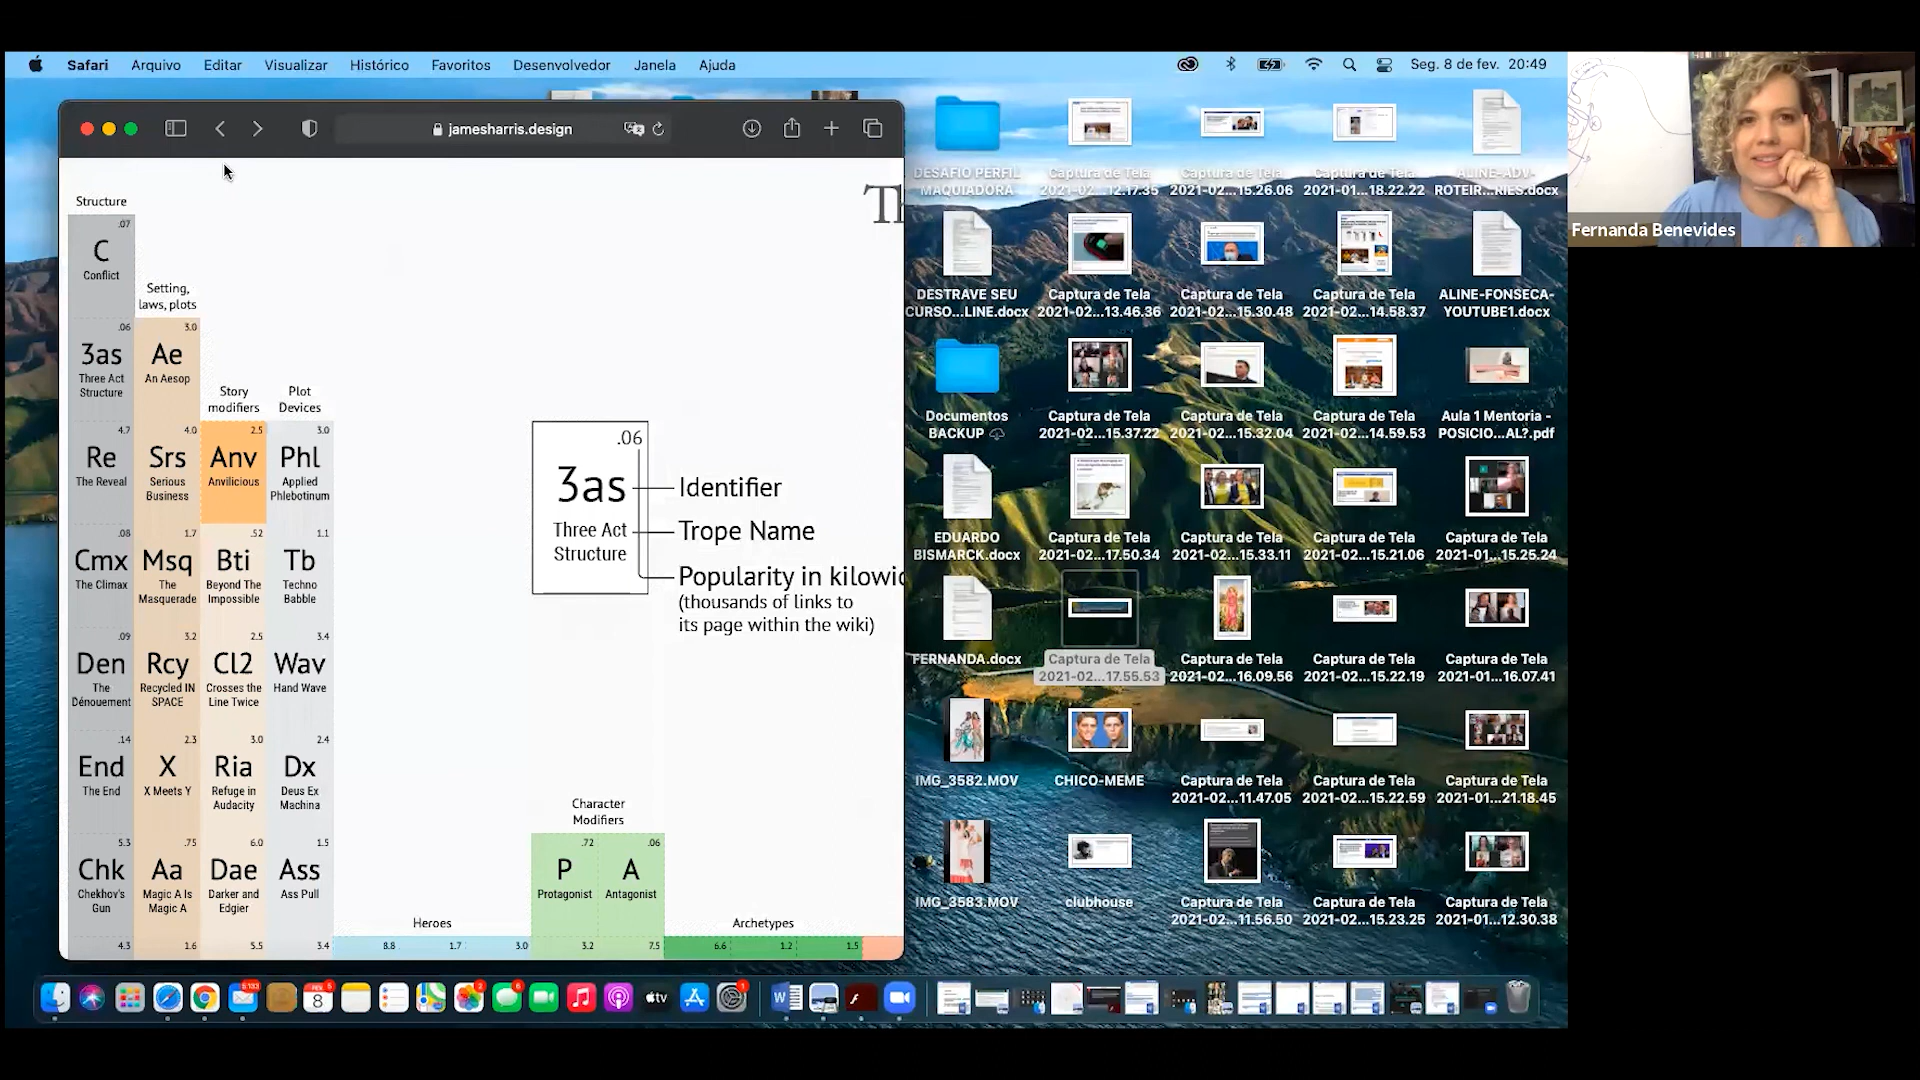 Safari Arquivo Editar Visualizar Histórico Favoritos Desenvolvedor Janela Ajuda
Seg. 8 de fev. 20:49
jamesharris.design
Th
Structure
.07
C
Conflict
Setting,
laws, plots
.06 3.0
3as Ae
Three Act Structure
An Aesop
Story modifiers
Plot Devices
4.7 4.0 2.5 3.0
Re Srs Anv Phl
The Reveal
Serious Business
Anvilicious
Applied Phlebotinum
.08 1.7 .52 1.1
Cmx Msq Bti Tb
The Climax
The Masquerade
Beyond The Impossible
Techno Babble
.09 3.2 2.5 3.4
Den Rcy Cl2 Wav
The Dénouement
Recycled IN SPACE
Crosses the Line Twice
Hand Wave
.14 2.3 3.0 2.4
End X Ria Dx
The End
X Meets Y
Refuge in Audacity
Deus Ex Machina
5.3 .75 6.0 1.5
Chk Aa Dae Ass
Chekhov's Gun
Magic A Is Magic A
Darker and Edgier
Ass Pull
4.3 1.6 5.5 3.4
.06
3as
Three Act
Structure
Identifier
Trope Name
Popularity in kilowic
(thousands of links to
its page within the wiki)
Character
Modifiers
.72 .06
P A
Protagonist Antagonist
Heroes
Archetypes
8.8 1.7 3.0 3.2 7.5 6.6 1.2 1.5
DESAFIO PERFIL MAQUIADORA
Captura de Tela 2021-02...12.17.35
Captura de Tela 2021-02...15.26.06
Captura de Tela 2021-01...18.22.22
ALINE-ADV-ROTEIR...RIES.docx
DESTRAVE SEU CURSO...LINE.docx
Captura de Tela 2021-02...13.46.36
Captura de Tela 2021-02...15.30.48
Captura de Tela 2021-02...14.58.37
ALINE-FONSECA-YOUTUBE1.docx
Documentos BACKUP
Captura de Tela 2021-02...15.37.22
Captura de Tela 2021-02...15.32.04
Captura de Tela 2021-02...14.59.53
Aula 1 Mentoria - POSICIO...AL?.pdf
EDUARDO BISMARCK.docx
Captura de Tela 2021-02...17.50.34
Captura de Tela 2021-02...15.33.11
Captura de Tela 2021-02...15.21.06
Captura de Tela 2021-01...15.25.24
FERNANDA.docx
Captura de Tela 2021-02...17.55.53
Captura de Tela 2021-02...16.09.56
Captura de Tela 2021-02...15.22.19
Captura de Tela 2021-01...16.07.41
IMG_3582.MOV
CHICO-MEME
Captura de Tela 2021-02...11.47.05
Captura de Tela 2021-02...15.22.59
Captura de Tela 2021-01...21.18.45
IMG_3583.MOV
clubhouse
Captura de Tela 2021-02...11.56.50
Captura de Tela 2021-02...15.23.25
Captura de Tela 2021-01...12.30.38
Fernanda Benevides
8
tv